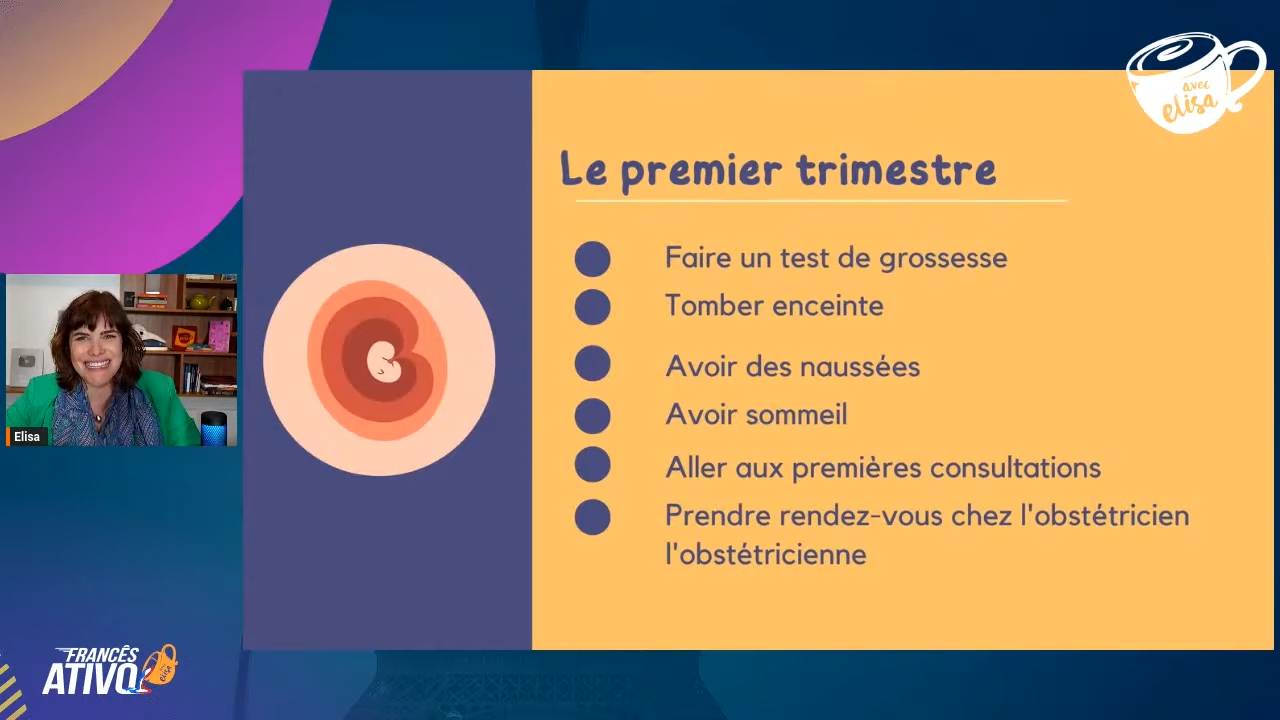 avec
elisa
Le premier trimestre
Faire un test de grossesse
Tomber enceinte
Avoir des naussées
Avoir sommeil
Aller aux premières consultations
Prendre rendez-vous chez l'obstétricien
l'obstétricienne
Elisa
FRANCÊS
ATIVO
elisa